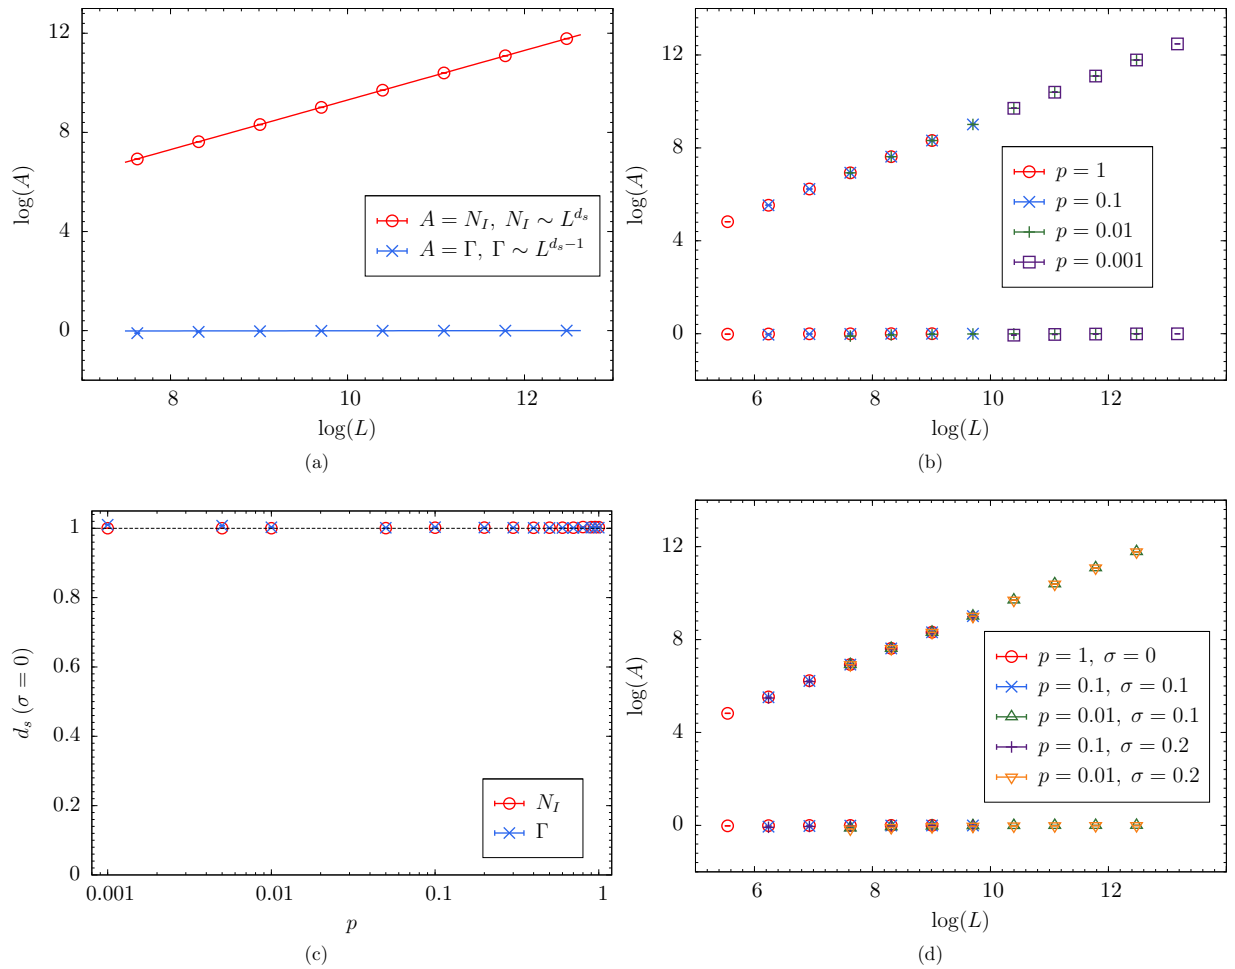 12
8
4
0
log(A)
A = N_I, N_I ∼ L^{d_s}
A = Γ, Γ ∼ L^{d_s−1}
8 10 12
log(L)
(a)
12
8
4
0
log(A)
p = 1
p = 0.1
p = 0.01
p = 0.001
6 8 10 12
log(L)
(b)
1
0.8
0.6
0.4
0.2
0
d_s (σ = 0)
N_I
Γ
0.001 0.01 0.1 1
p
(c)
12
8
4
0
log(A)
p = 1, σ = 0
p = 0.1, σ = 0.1
p = 0.01, σ = 0.1
p = 0.1, σ = 0.2
p = 0.01, σ = 0.2
6 8 10 12
log(L)
(d)